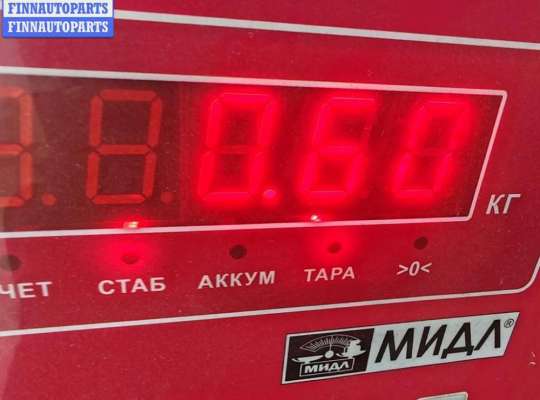 FINNAUTOPARTS
FINNAUTOPARTS
0.60
КГ
ЧЕТ СТАБ АККУМ ТАРА >0<
МИДЛ МИДЛ®